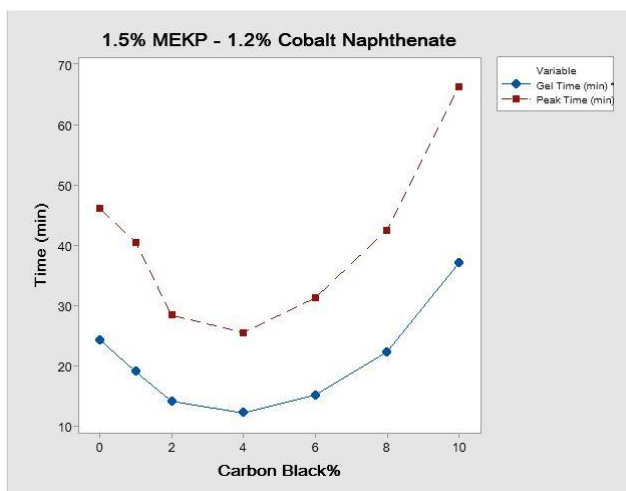 1.5% MEKP - 1.2% Cobalt Naphthenate
Variable
Gel Time (min) *
Peak Time (min)
70
60
50
40
30
20
10
Time (min)
0 2 4 6 8 10
Carbon Black%